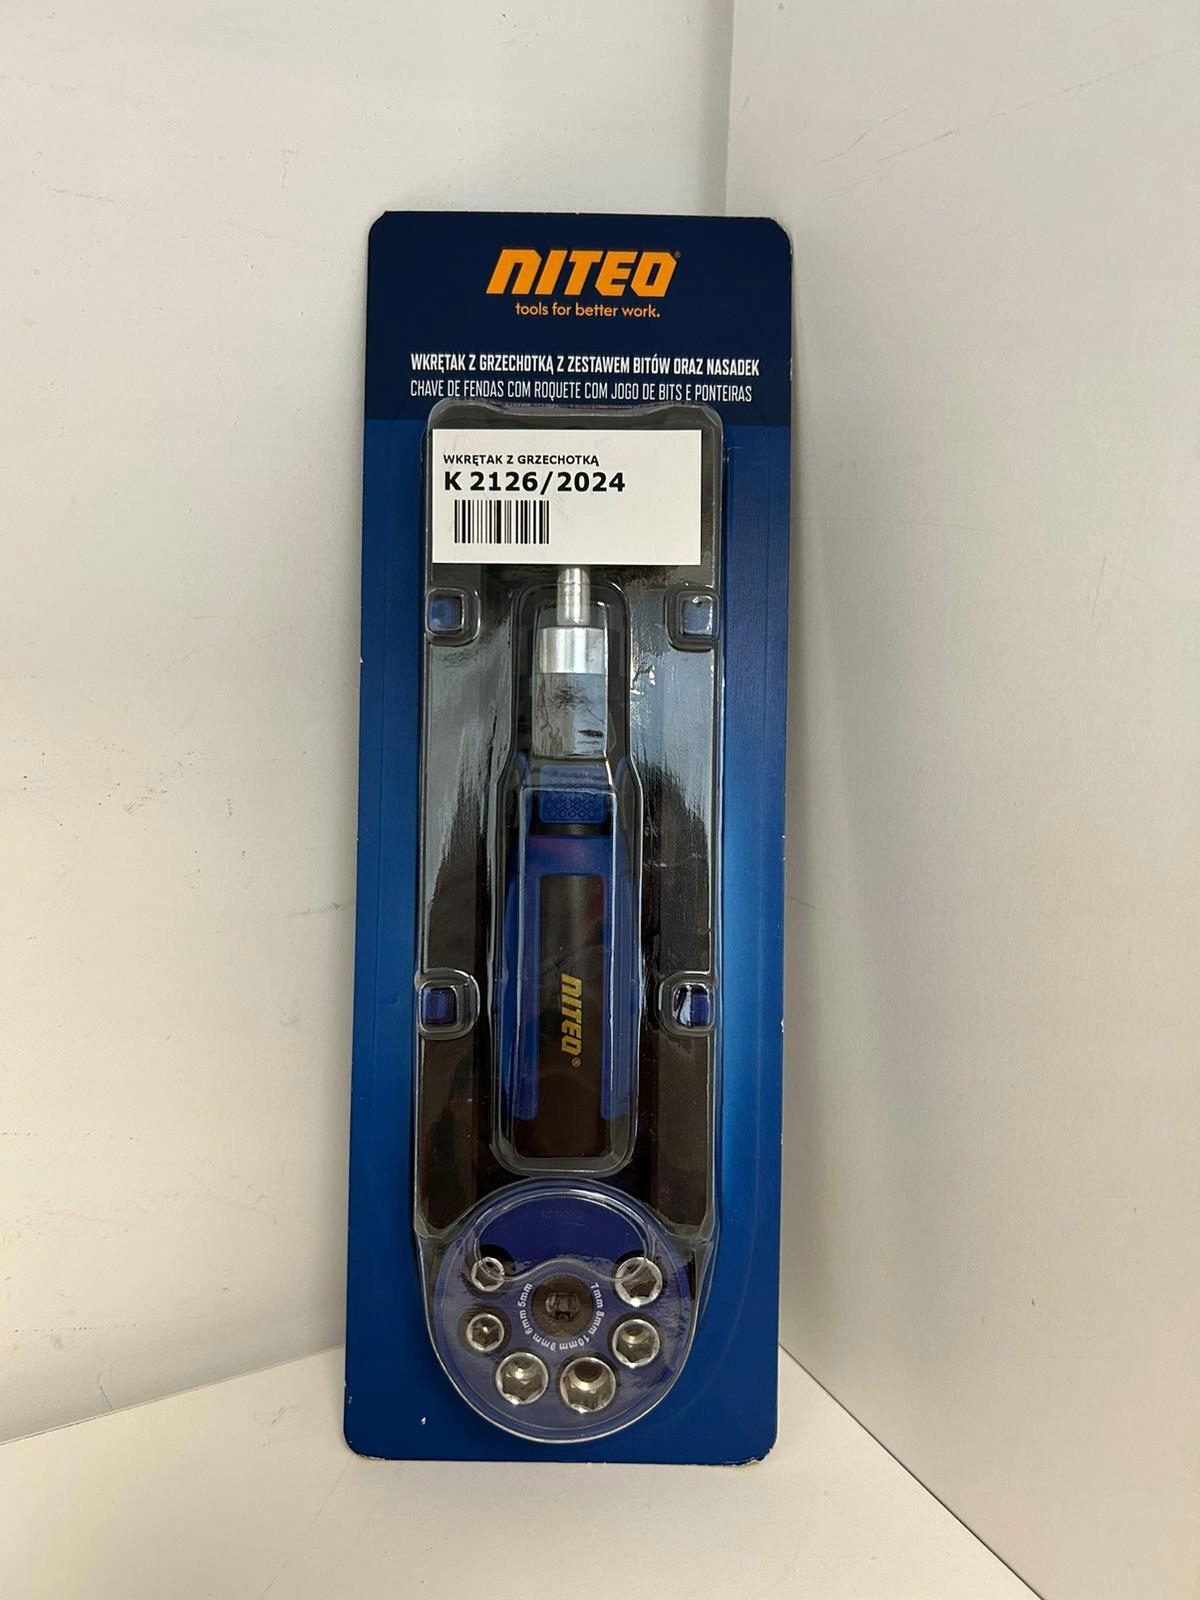 NITEO®
tools for better work.
WKRĘTAK Z GRZECHOTKĄ Z ZESTAWEM BITÓW ORAZ NASADEK
CHAVE DE FENDAS COM ROQUETE COM JOGO DE BITS E PONTEIRAS
WKRĘTAK Z GRZECHOTKĄ
K 2126/2024
NITEO®
5mm 6mm 9mm 10mm 8mm 7mm